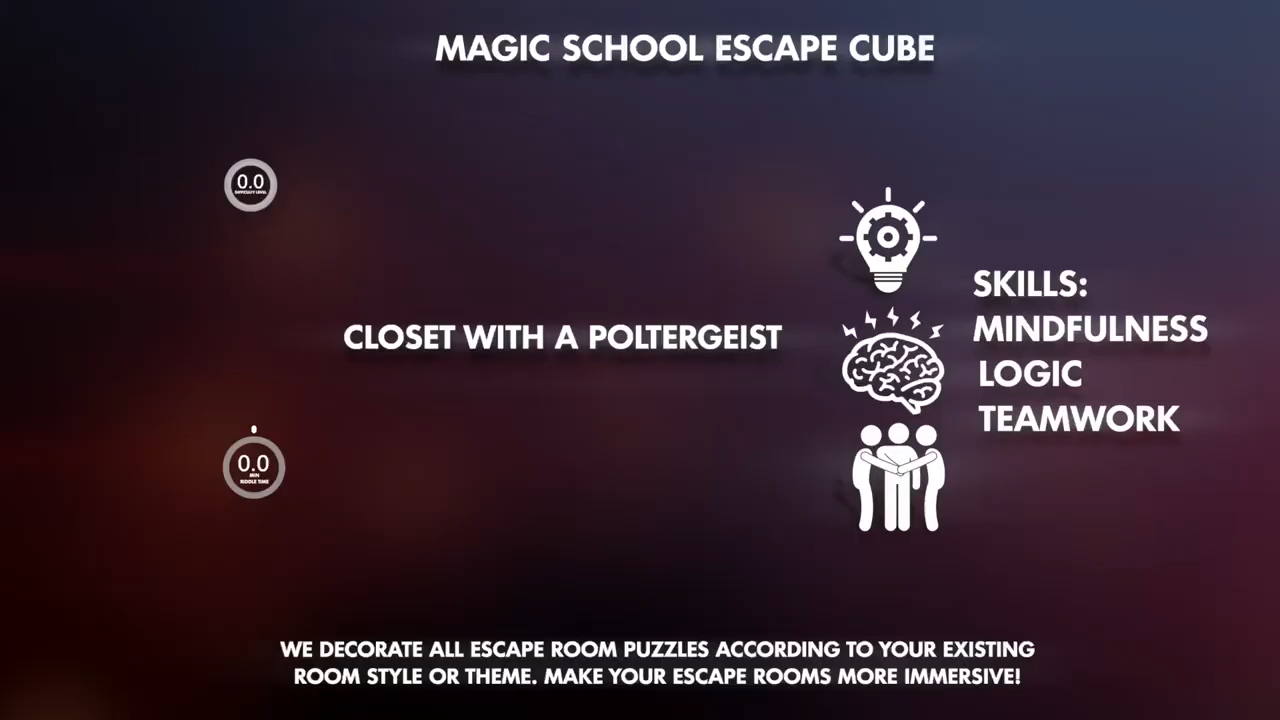 MAGIC SCHOOL ESCAPE CUBE
0.0
DIFFICULTY LEVEL
CLOSET WITH A POLTERGEIST
SKILLS:
MINDFULNESS
LOGIC
TEAMWORK
0.0
MIN
RIDDLE TIME
WE DECORATE ALL ESCAPE ROOM PUZZLES ACCORDING TO YOUR EXISTING
ROOM STYLE OR THEME. MAKE YOUR ESCAPE ROOMS MORE IMMERSIVE!